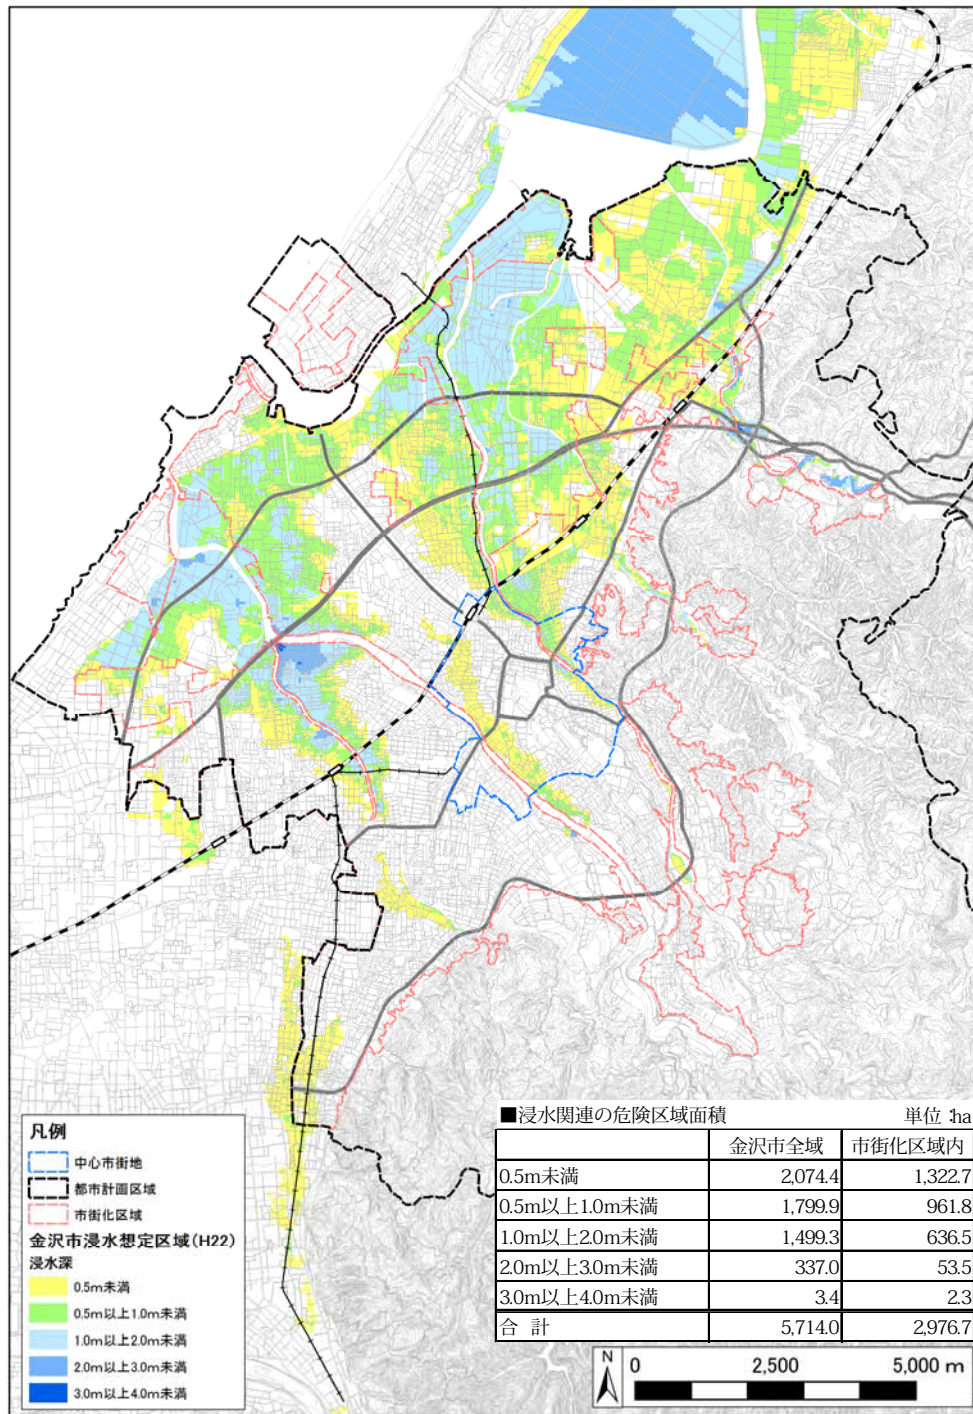 凡例
中心市街地
都市計画区域
市街化区域
金沢市浸水想定区域(H22)
浸水深
0.5m未満
0.5m以上1.0m未満
1.0m以上2.0m未満
2.0m以上3.0m未満
3.0m以上4.0m未満
■浸水関連の危険区域面積 単位:ha
金沢市全域 市街化区域内
0.5m未満 2,074.4 1,322.7
0.5m以上1.0m未満 1,799.9 961.8
1.0m以上2.0m未満 1,499.3 636.5
2.0m以上3.0m未満 337.0 53.5
3.0m以上4.0m未満 3.4 2.3
合 計 5,714.0 2,976.7
N
0 2,500 5,000 m